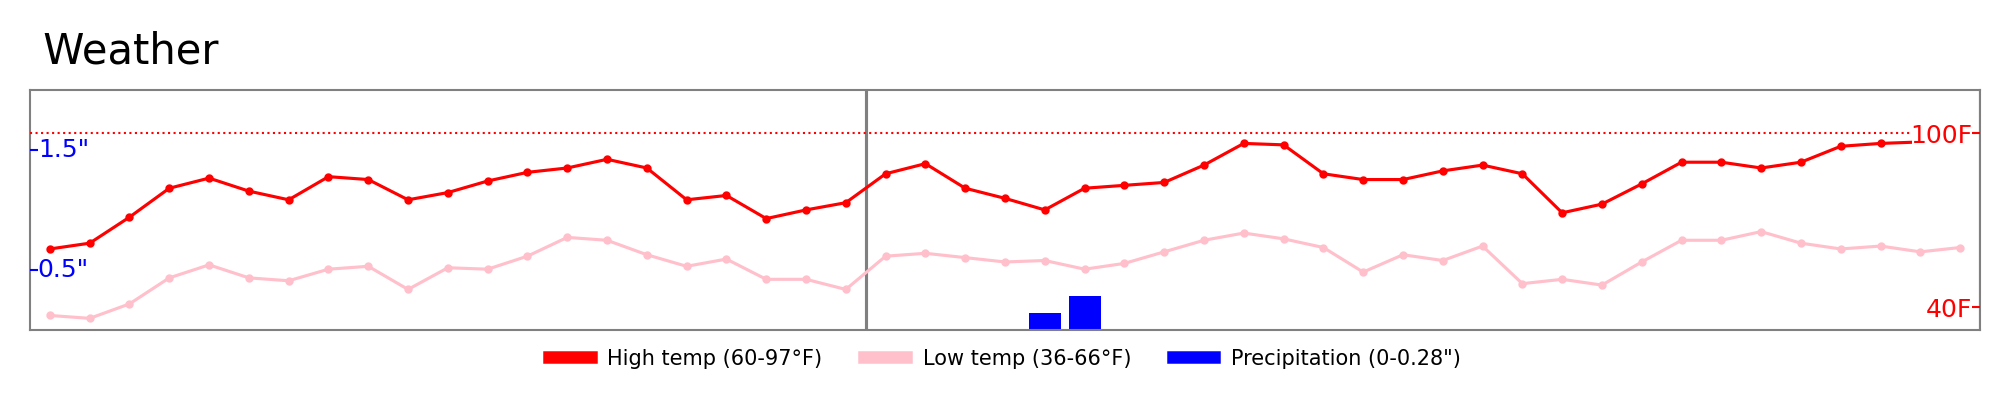 Weather
1.5"
0.5"
100F
40F
High temp (60-97°F) Low temp (36-66°F) Precipitation (0-0.28")